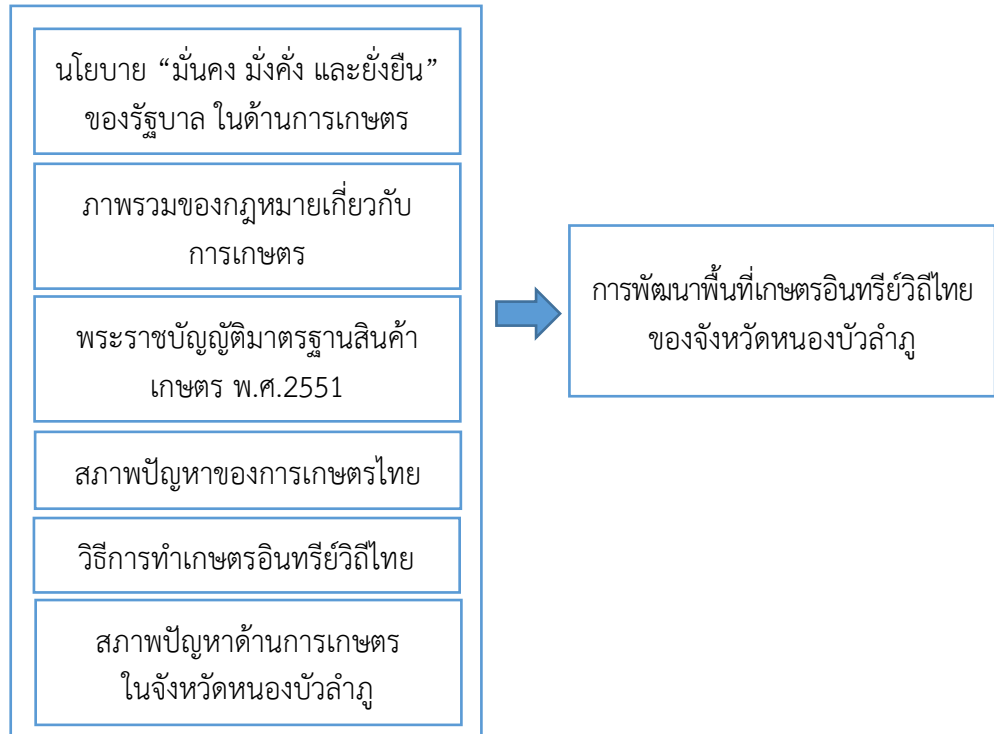 นโยบาย “มั่นคง มั่งคั่ง และยั่งยืน”
ของรัฐบาล ในด้านการเกษตร
ภาพรวมของกฎหมายเกี่ยวกับ
การเกษตร
พระราชบัญญัติมาตรฐานสินค้า
เกษตร พ.ศ.2551
สภาพปัญหาของการเกษตรไทย
วิธีการทำเกษตรอินทรีย์วิถีไทย
สภาพปัญหาด้านการเกษตร
ในจังหวัดหนองบัวลำภู
การพัฒนาพื้นที่เกษตรอินทรีย์วิถีไทย
ของจังหวัดหนองบัวลำภู